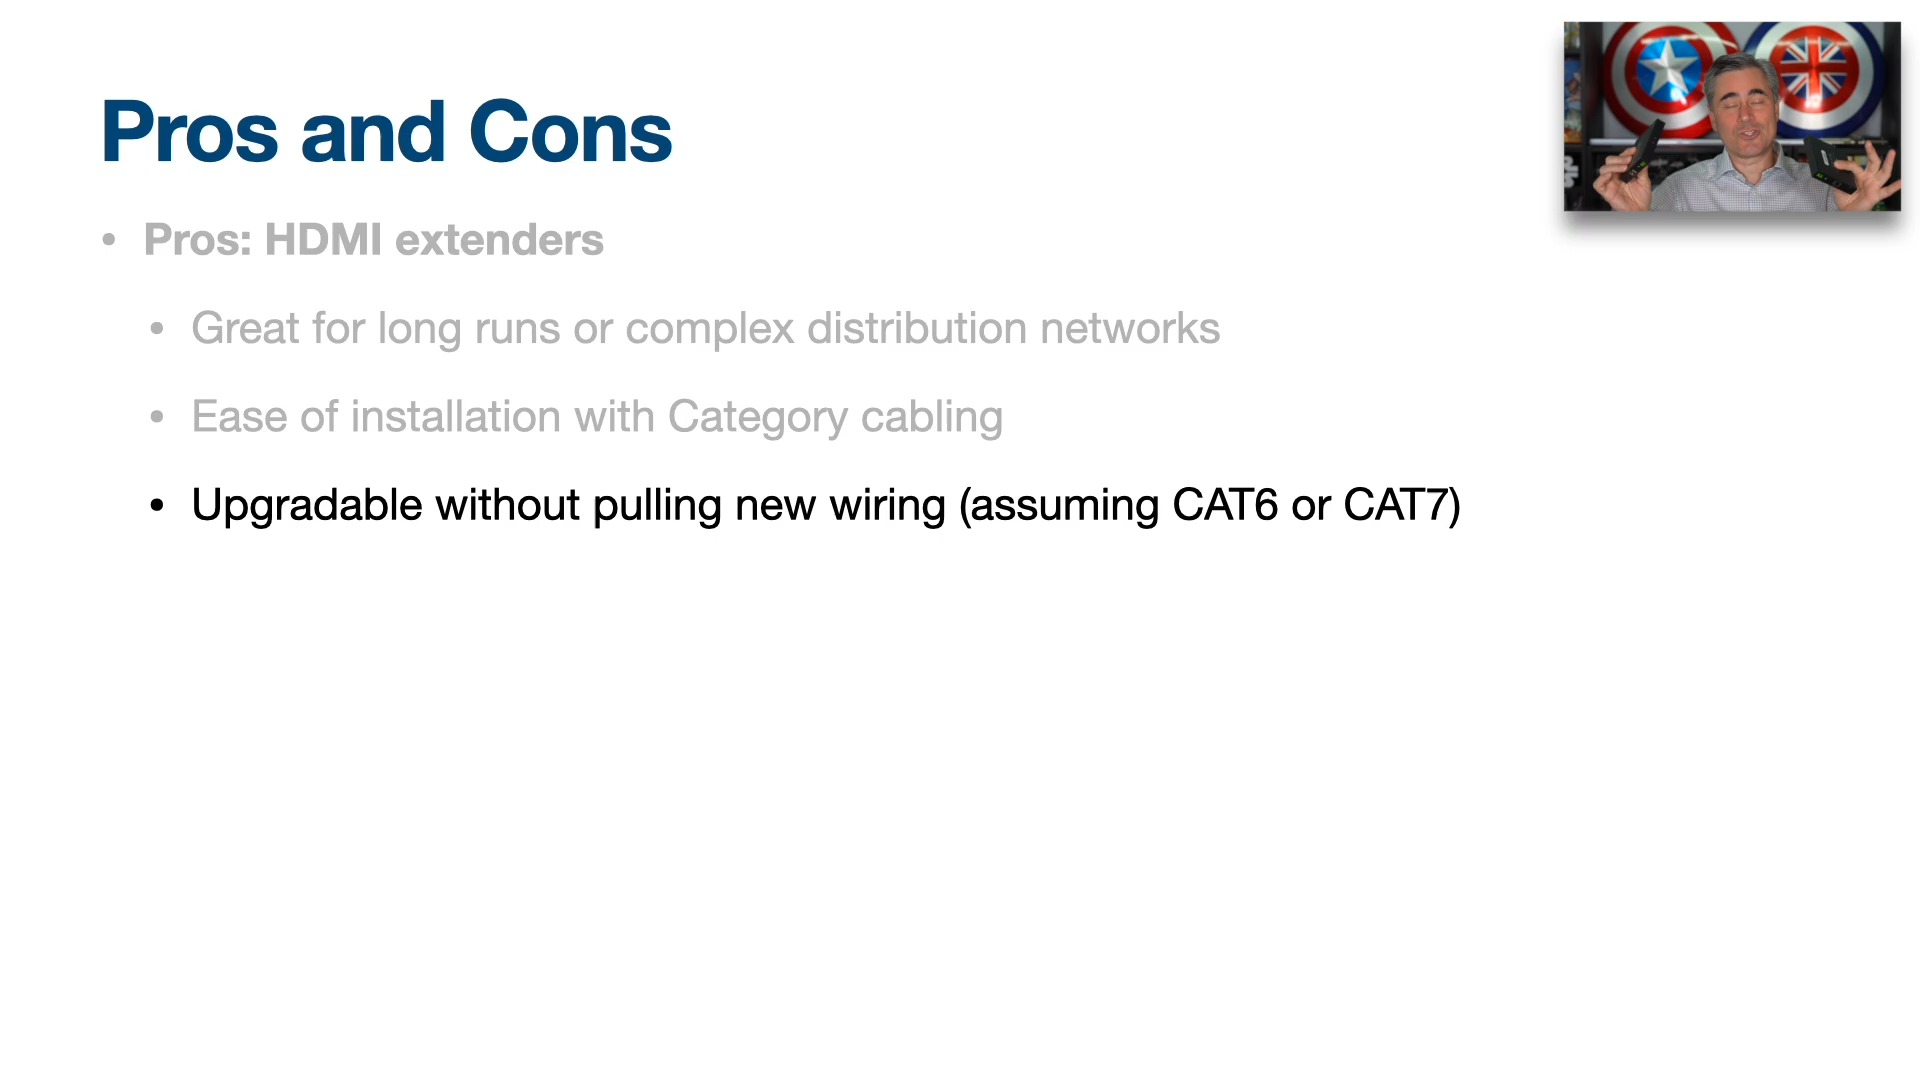 Pros and Cons
• Pros: HDMI extenders
• Great for long runs or complex distribution networks
• Ease of installation with Category cabling
• Upgradable without pulling new wiring (assuming CAT6 or CAT7)